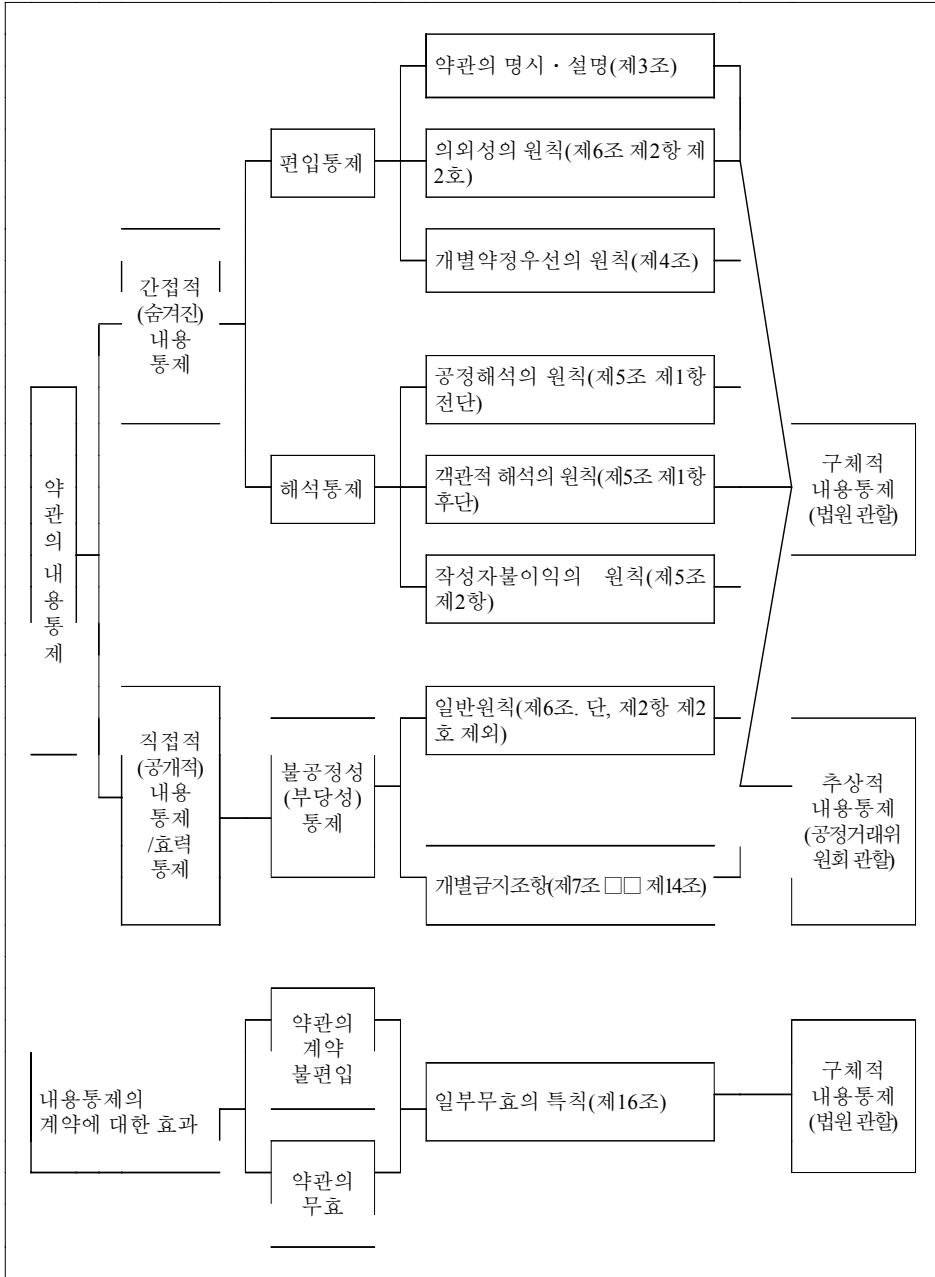 약관의 명시 · 설명(제3조)
편입통제
의외성의 원칙(제6조 제2항 제
2호)
개별약정우선의 원칙(제4조)
간접적
(숨겨진)
내용
통제
공정해석의 원칙(제5조 제1항
전단)
해석통제
객관적 해석의 원칙(제5조 제1항
후단)
작성자불이익의 원칙(제5조
제2항)
구체적
내용통제
(법원 관할)
약
관
의
내
용
통
제
직접적
(공개적)
내용
통제
/효력
통제
불공정성
(부당성)
통제
일반원칙(제6조. 단, 제2항 제2
호 제외)
개별금지조항(제7조 □□ 제14조)
추상적
내용통제
(공정거래위
원회 관할)
내용통제의
계약에 대한 효과
약관의
계약
불편입
약관의
무효
일부무효의 특칙(제16조)
구체적
내용통제
(법원 관할)